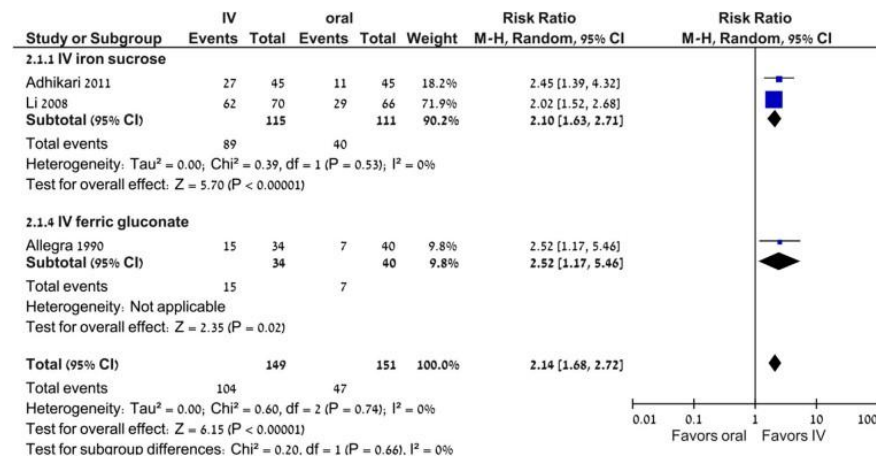 IV oral Risk Ratio Risk Ratio
Study or Subgroup Events Total Events Total Weight M-H, Random, 95% CI M-H, Random, 95% CI
2.1.1 IV iron sucrose
Adhikari 2011 27 45 11 45 18.2% 2.45 [1.39, 4.32]
Li 2008 62 70 29 66 71.9% 2.02 [1.52, 2.68]
Subtotal (95% CI) 115 111 90.2% 2.10 [1.63, 2.71]
Total events 89 40
Heterogeneity: Tau² = 0.00; Chi² = 0.39, df = 1 (P = 0.53); I² = 0%
Test for overall effect: Z = 5.70 (P < 0.00001)
2.1.4 IV ferric gluconate
Allegra 1990 15 34 7 40 9.8% 2.52 [1.17, 5.46]
Subtotal (95% CI) 34 40 9.8% 2.52 [1.17, 5.46]
Total events 15 7
Heterogeneity: Not applicable
Test for overall effect: Z = 2.35 (P = 0.02)
Total (95% CI) 149 151 100.0% 2.14 [1.68, 2.72]
Total events 104 47
Heterogeneity: Tau² = 0.00; Chi² = 0.60, df = 2 (P = 0.74); I² = 0%
Test for overall effect: Z = 6.15 (P < 0.00001)
Test for subgroup differences: Chi² = 0.20, df = 1 (P = 0.66), I² = 0%
0.01 0.1 1 10 100
Favors oral Favors IV